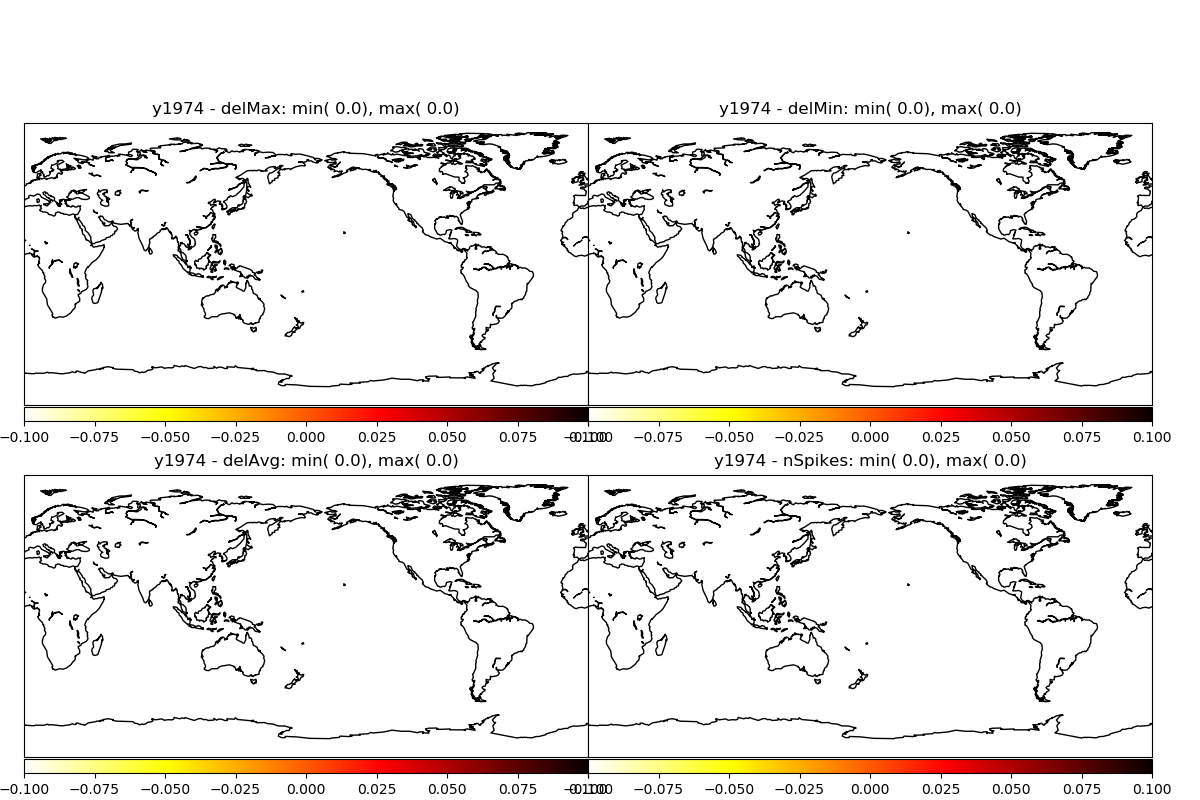 y1974 - delMax: min( 0.0), max( 0.0)
y1974 - delMin: min( 0.0), max( 0.0)
−0.100 −0.075 −0.050 −0.025 0.000 0.025 0.050 0.075 0.100
−0.100 −0.075 −0.050 −0.025 0.000 0.025 0.050 0.075 0.100
y1974 - delAvg: min( 0.0), max( 0.0)
y1974 - nSpikes: min( 0.0), max( 0.0)
−0.100 −0.075 −0.050 −0.025 0.000 0.025 0.050 0.075 0.100
−0.100 −0.075 −0.050 −0.025 0.000 0.025 0.050 0.075 0.100